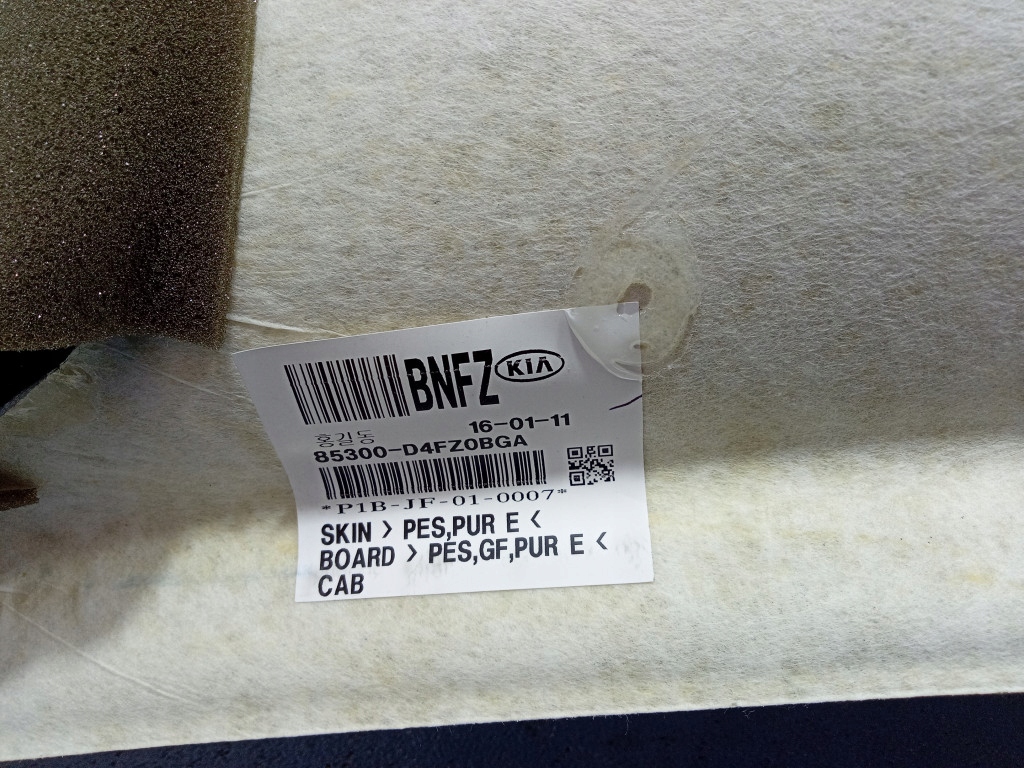 BNFZ KIA
16-01-11
홍길동
85300-D4FZ0BGA
*P1B-JF-01-0007*
SKIN > PES,PUR E <
BOARD > PES,GF,PUR E <
CAB